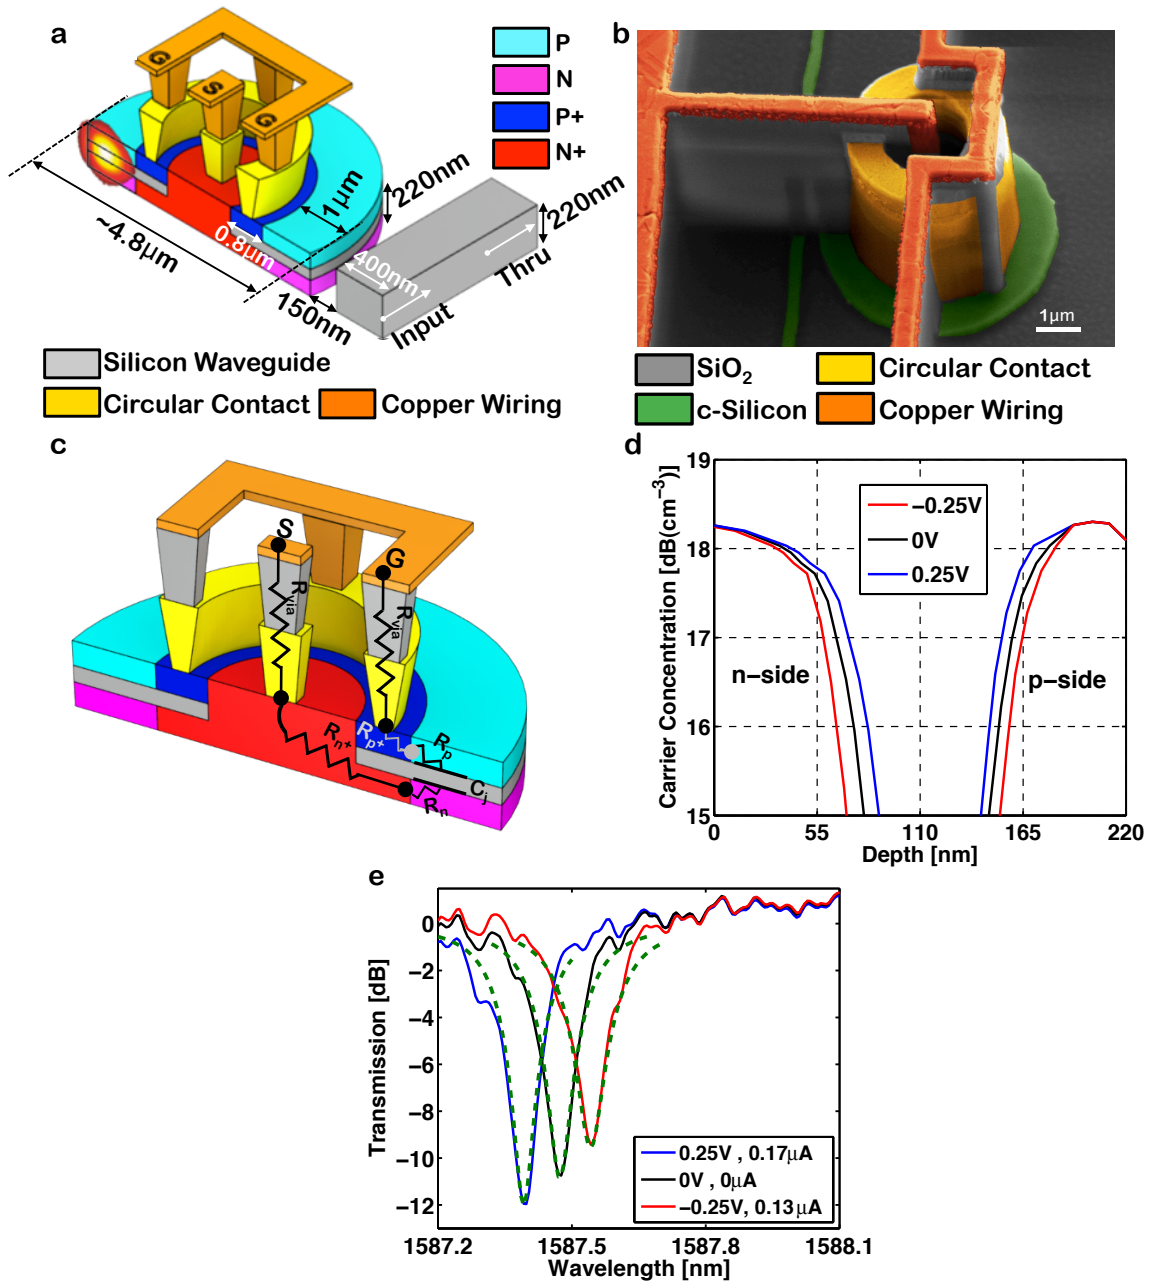 a
G
S
G
P
N
P+
N+
220nm
1µm
220nm
0.8µm
~4.8µm
400nm
Thru
150nm
Input
Silicon Waveguide
Circular Contact
Copper Wiring
b
1µm
SiO2
Circular Contact
c-Silicon
Copper Wiring
c
S
G
Rvia
Rvia
Rn+
Rp+
Rp
Cj
Rn
d
Carrier Concentration [dB(cm−3)]
19
18
17
16
15
−0.25V
0V
0.25V
n−side
p−side
0 55 110 165 220
Depth [nm]
e
Transmission [dB]
0
−2
−4
−6
−8
−10
−12
0.25V , 0.17µA
0V , 0µA
−0.25V, 0.13µA
1587.2 1587.5 1587.8 1588.1
Wavelength [nm]